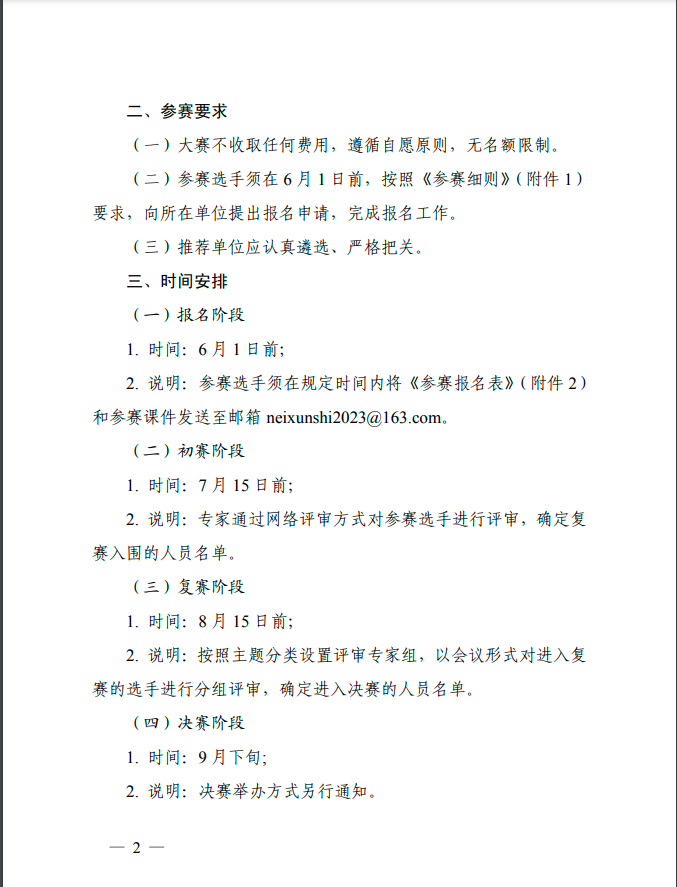 二、参赛要求
（一）大赛不收取任何费用，遵循自愿原则，无名额限制。
（二）参赛选手须在 6 月 1 日前，按照《参赛细则》（附件 1）
要求，向所在单位提出报名申请，完成报名工作。
（三）推荐单位应认真遴选、严格把关。
三、时间安排
（一）报名阶段
1. 时间：6 月 1 日前；
2. 说明：参赛选手须在规定时间内将《参赛报名表》（附件 2）
和参赛课件发送至邮箱 neixunshi2023@163.com。
（二）初赛阶段
1. 时间：7 月 15 日前；
2. 说明：专家通过网络评审方式对参赛选手进行评审，确定复
赛入围的人员名单。
（三）复赛阶段
1. 时间：8 月 15 日前；
2. 说明：按照主题分类设置评审专家组，以会议形式对进入复
赛的选手进行分组评审，确定进入决赛的人员名单。
（四）决赛阶段
1. 时间：9 月下旬；
2. 说明：决赛举办方式另行通知。
— 2 —